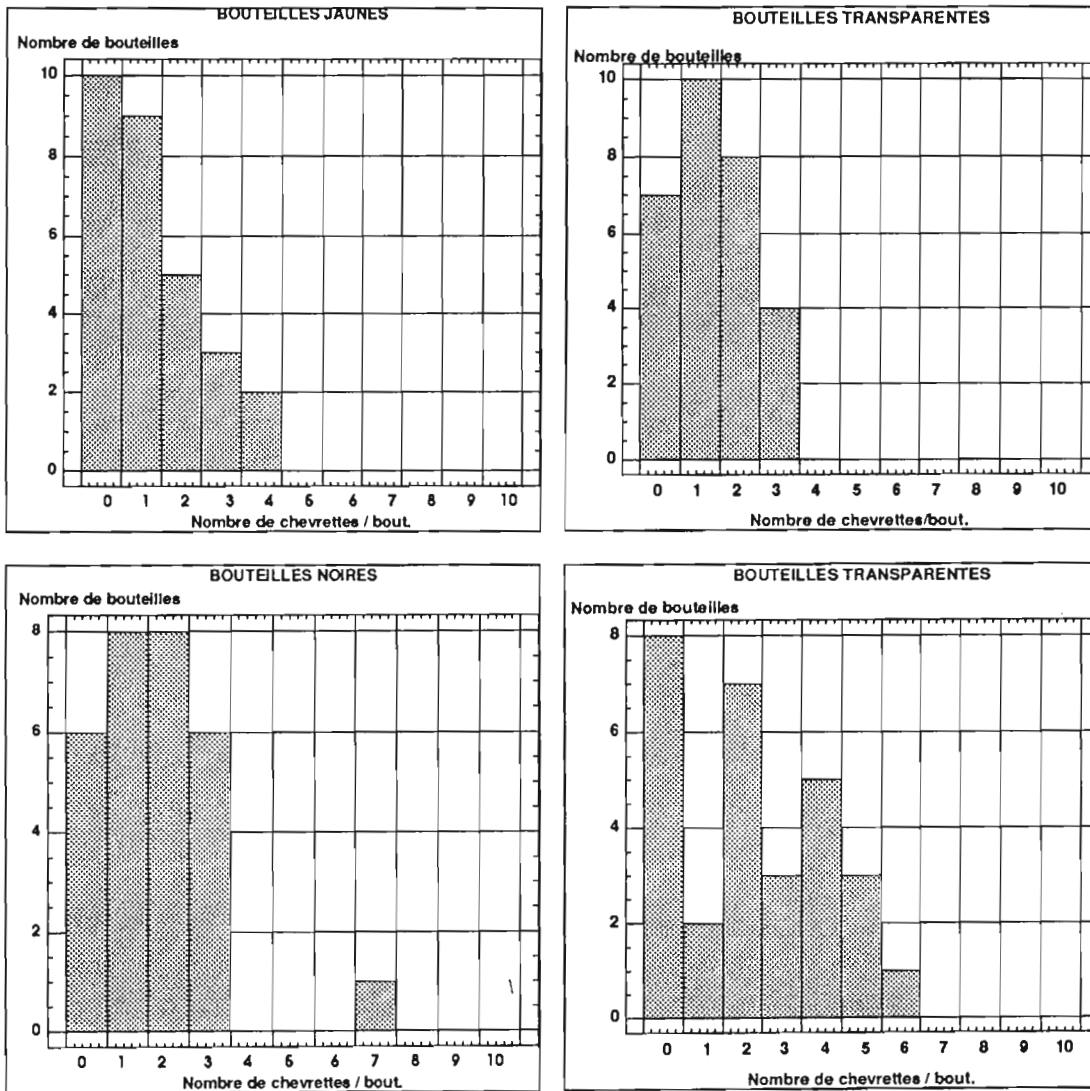 BOUTEILLES JAUNES
Nombre de bouteilles
10
8
6
4
2
0
0 1 2 3 4 5 6 7 8 9 10
Nombre de chevrettes / bout.
BOUTEILLES TRANSPARENTES
Nombre de bouteilles
10
8
6
4
2
0
0 1 2 3 4 5 6 7 8 9 10
Nombre de chevrettes/bout.
BOUTEILLES NOIRES
Nombre de bouteilles
8
6
4
2
0
0 1 2 3 4 5 6 7 8 9 10
Nombre de chevrettes / bout.
BOUTEILLES TRANSPARENTES
Nombre de bouteilles
8
6
4
2
0
0 1 2 3 4 5 6 7 8 9 10
Nombre de chevrettes / bout.